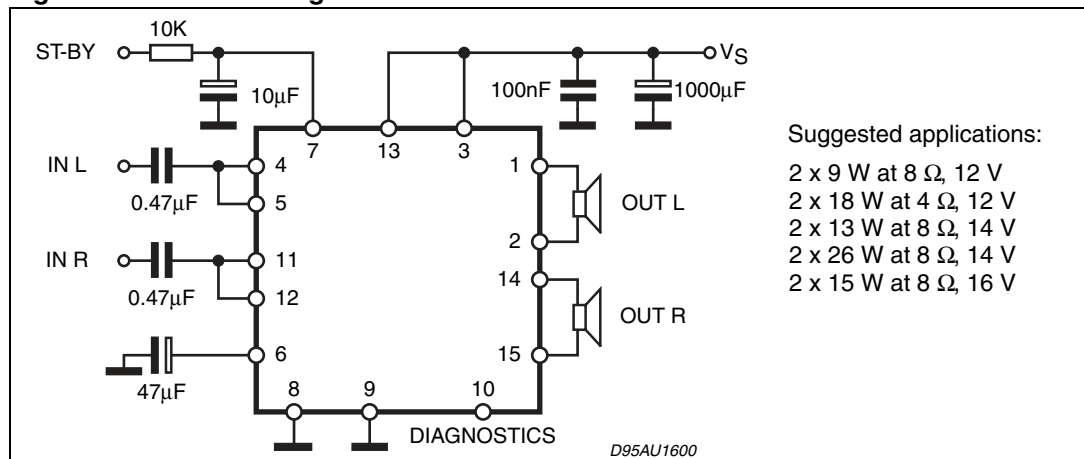 10K
ST-BY
V_S
10µF
100nF
1000µF
7
13
3
IN L
4
0.47µF
5
IN R
11
0.47µF
12
6
47µF
8
9
10
DIAGNOSTICS
1
OUT L
2
14
OUT R
15
Suggested applications:
2 x 9 W at 8 Ω, 12 V
2 x 18 W at 4 Ω, 12 V
2 x 13 W at 8 Ω, 14 V
2 x 26 W at 8 Ω, 14 V
2 x 15 W at 8 Ω, 16 V
D95AU1600